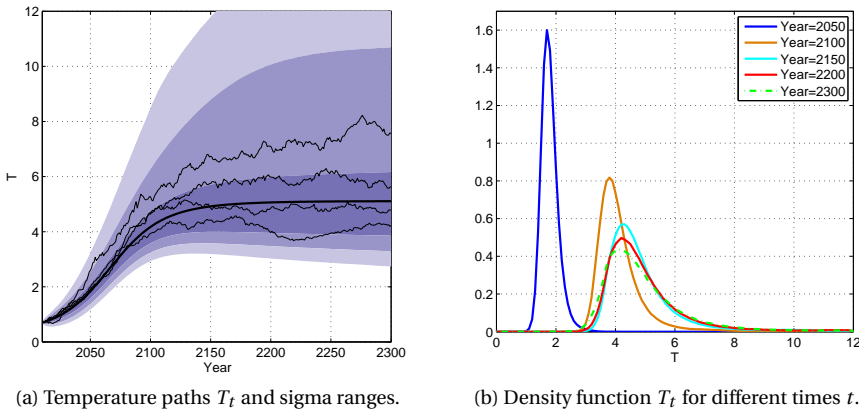 12
10
8
6
4
2
0
T
2050 2100 2150 2200 2250 2300
Year
(a) Temperature paths T_t and sigma ranges.
1.6
1.4
1.2
1
0.8
0.6
0.4
0.2
0
0 2 4 6 8 10 12
T
Year=2050
Year=2100
Year=2150
Year=2200
Year=2300
(b) Density function T_t for different times t.